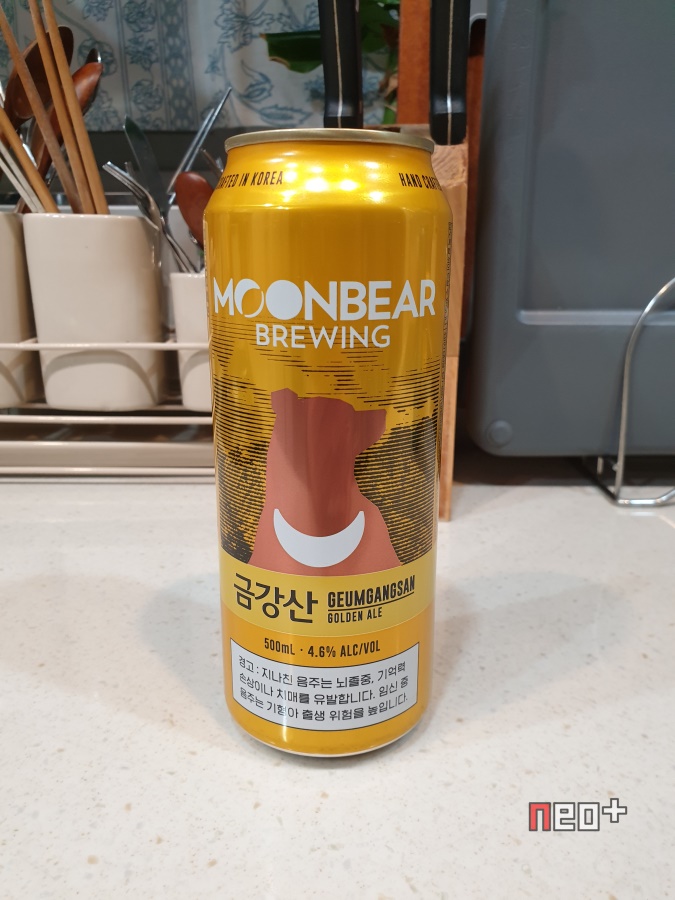 AFTED IN KOREA
HAND CRAFT
MOONBEAR
BREWING
금강산
GEUMGANGSAN
GOLDEN ALE
500mL · 4.6% ALC/VOL
경고 : 지나친 음주는 뇌졸중, 기억력
손상이나 치매를 유발합니다. 임신 중
음주는 기형아 출생 위험을 높입니다.
neo+